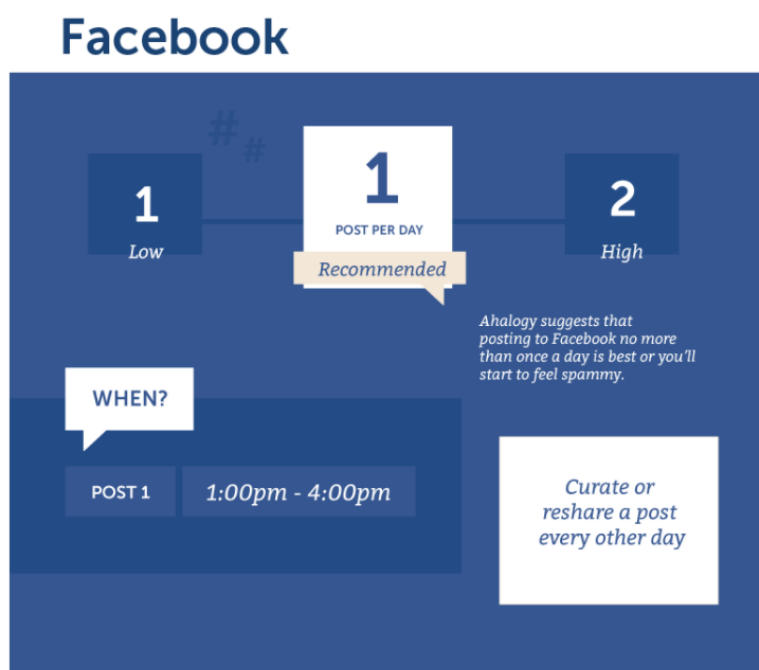 Facebook
# #
1
Low
1
POST PER DAY
Recommended
2
High
Ahalogy suggests that
posting to Facebook no more
than once a day is best or you'll
start to feel spammy.
WHEN?
POST 1
1:00pm - 4:00pm
Curate or
reshare a post
every other day